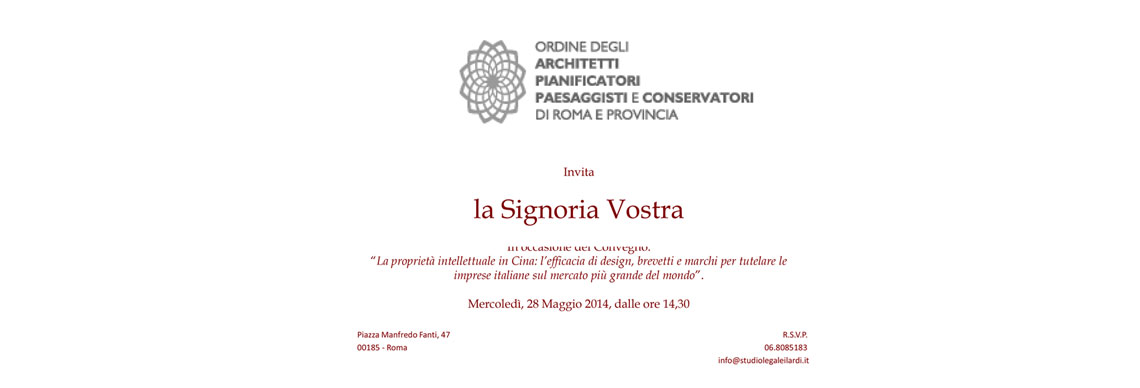 ORDINE DEGLI
ARCHITETTI
PIANIFICATORI
PAESAGGISTI E CONSERVATORI
DI ROMA E PROVINCIA
Invita
la Signoria Vostra
In occasione del Convegno:
“La proprietà intellettuale in Cina: l’efficacia di design, brevetti e marchi per tutelare le
imprese italiane sul mercato più grande del mondo”.
Mercoledì, 28 Maggio 2014, dalle ore 14,30
Piazza Manfredo Fanti, 47
00185 - Roma
R.S.V.P.
06.8085183
info@studiolegaleilardi.it